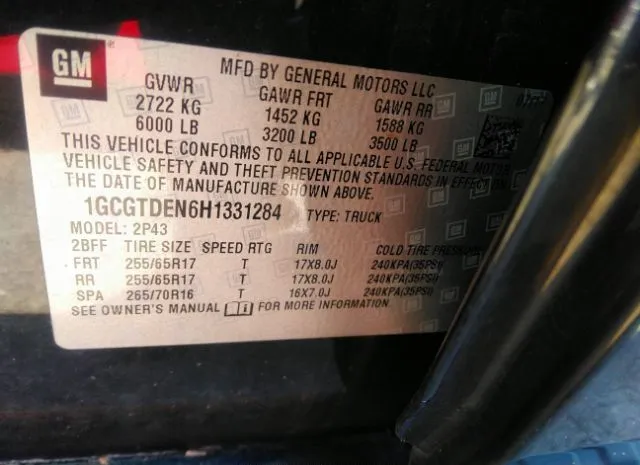 GM
MFD BY GENERAL MOTORS LLC
GVWR GAWR FRT GAWR RR
2722 KG 1452 KG 1588 KG
6000 LB 3200 LB 3500 LB
THIS VEHICLE CONFORMS TO ALL APPLICABLE U.S. FEDERAL MOTOR
VEHICLE SAFETY AND THEFT PREVENTION STANDARDS IN EFFECT ON
THE DATE OF MANUFACTURE SHOWN ABOVE.
1GCGTDEN6H1331284 TYPE: TRUCK
MODEL: 2P43
2BFF TIRE SIZE SPEED RTG RIM COLD TIRE PRESSURE
FRT 255/65R17 T 17X8.0J 240KPA(35PSI)
RR 255/65R17 T 17X8.0J 240KPA(35PSI)
SPA 265/70R16 T 16X7.0J 240KPA(35PSI)
SEE OWNER'S MANUAL FOR MORE INFORMATION.